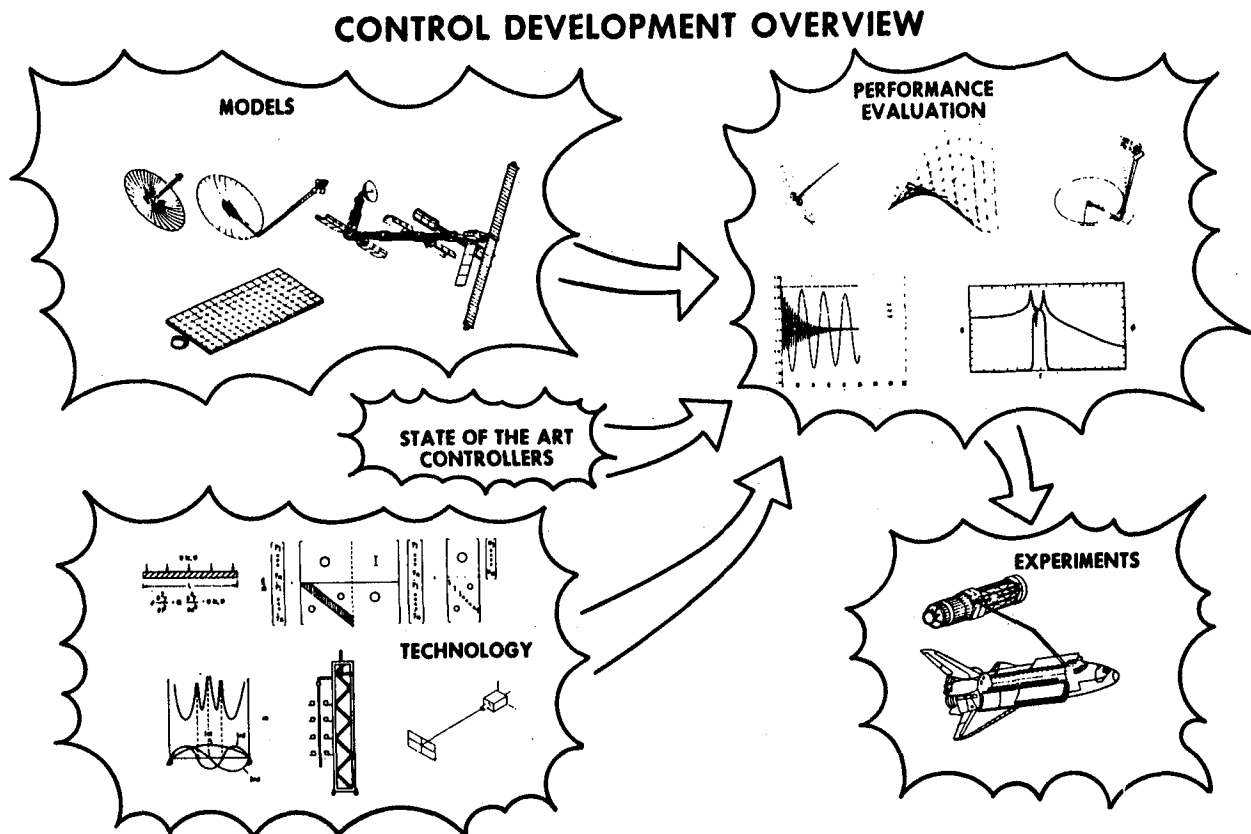 CONTROL DEVELOPMENT OVERVIEW
MODELS
PERFORMANCE
EVALUATION
STATE OF THE ART
CONTROLLERS
TECHNOLOGY
EXPERIMENTS